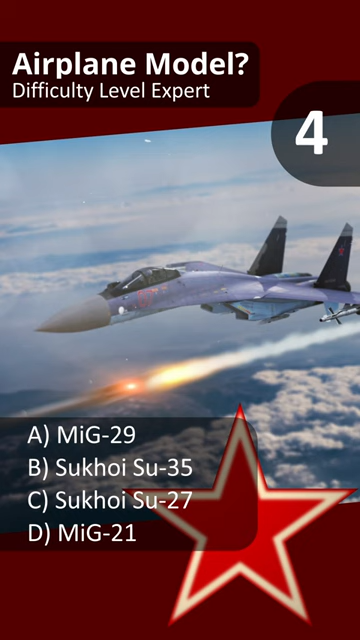 Airplane Model?
Difficulty Level Expert
4
A) MiG-29
B) Sukhoi Su-35
C) Sukhoi Su-27
D) MiG-21